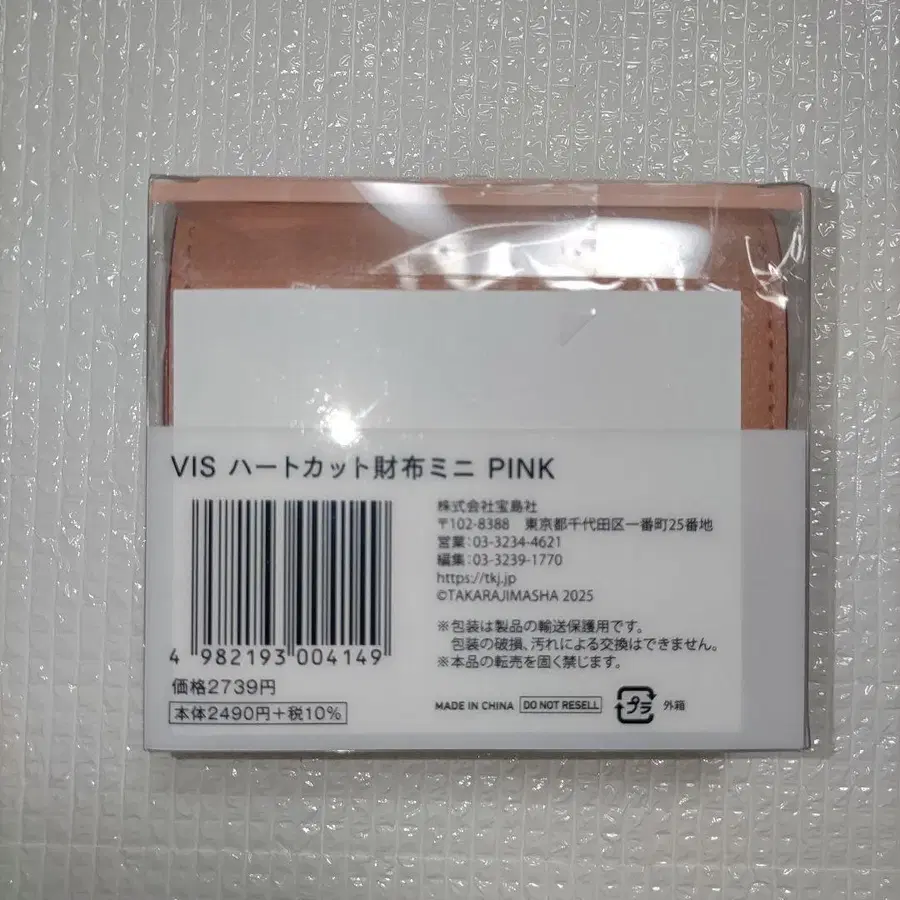 VIS ハートカット財布ミニ PINK
4 982193 004149
価格2739円
本体2490円+税10%
株式会社宝島社
〒102-8388 東京都千代田区一番町25番地
営業:03-3234-4621
編集:03-3239-1770
https://tkj.jp
©TAKARAJIMASHA 2025
※包装は製品の輸送保護用です。
包装の破損、汚れによる交換はできません。
※本品の転売を固く禁じます。
MADE IN CHINA DO NOT RESELL プラ 外箱